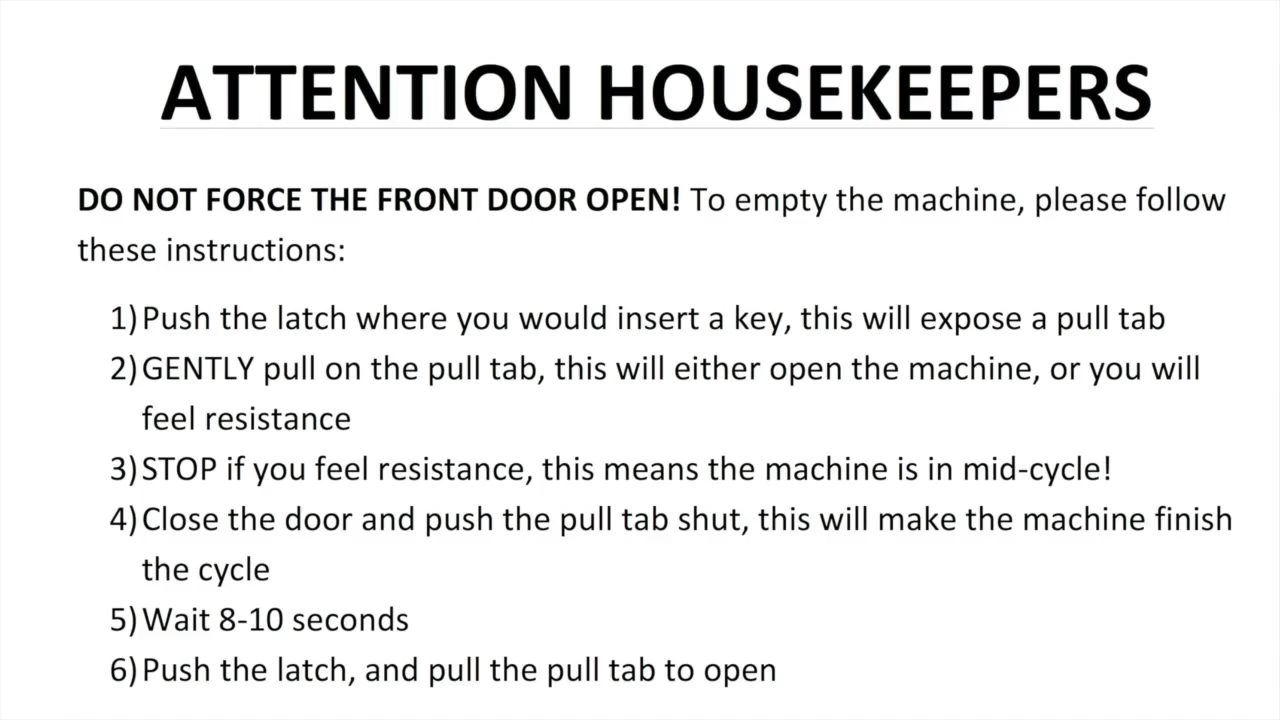 ATTENTION HOUSEKEEPERS
DO NOT FORCE THE FRONT DOOR OPEN! To empty the machine, please follow
these instructions:
1) Push the latch where you would insert a key, this will expose a pull tab
2) GENTLY pull on the pull tab, this will either open the machine, or you will
feel resistance
3) STOP if you feel resistance, this means the machine is in mid-cycle!
4) Close the door and push the pull tab shut, this will make the machine finish
the cycle
5) Wait 8-10 seconds
6) Push the latch, and pull the pull tab to open